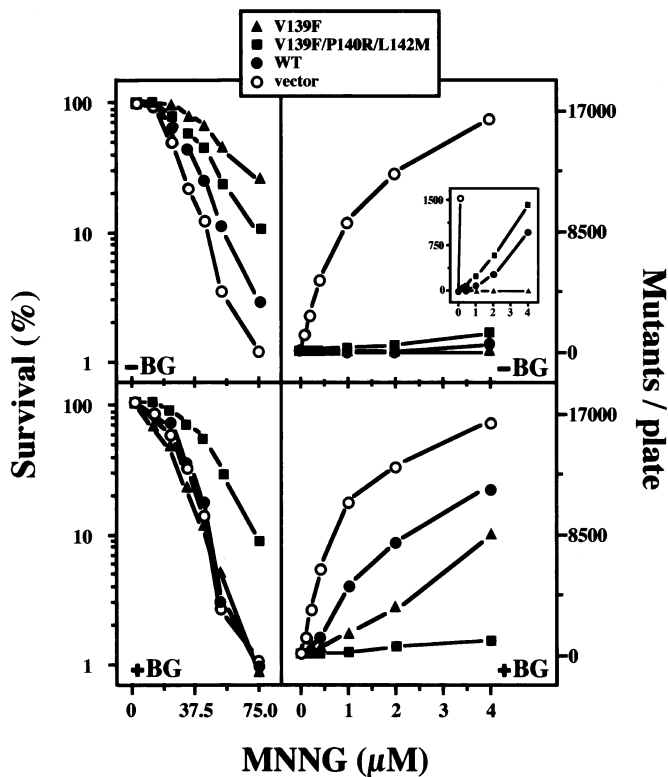 V139F
V139F/P140R/L142M
WT
vector
Survival (%)
100
10
1
−BG
17000
8500
0
−BG
1500
750
0
0 1 2 3 4
Mutants / plate
100
10
1
+BG
0 37.5 75.0
17000
8500
0
+BG
0 1 2 4
MNNG (µM)